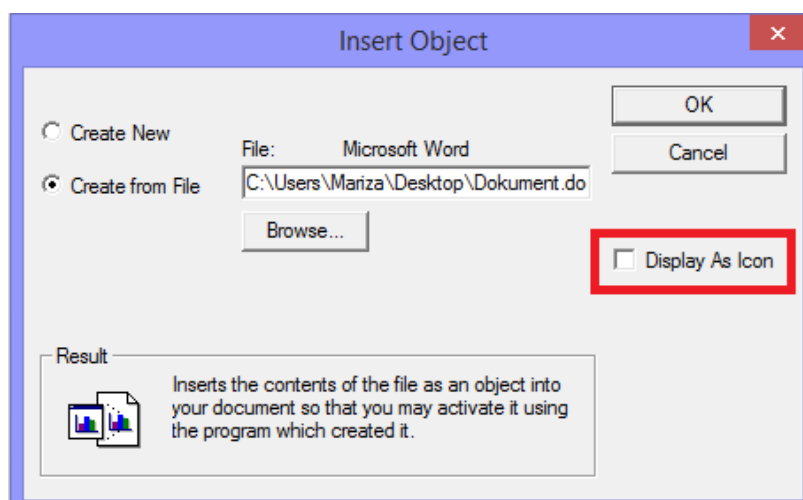 Insert Object
Create New
Create from File
File: Microsoft Word
C:\Users\Mariza\Desktop\Dokument.do
Browse...
OK
Cancel
Display As Icon
Result
Inserts the contents of the file as an object into
your document so that you may activate it using
the program which created it.